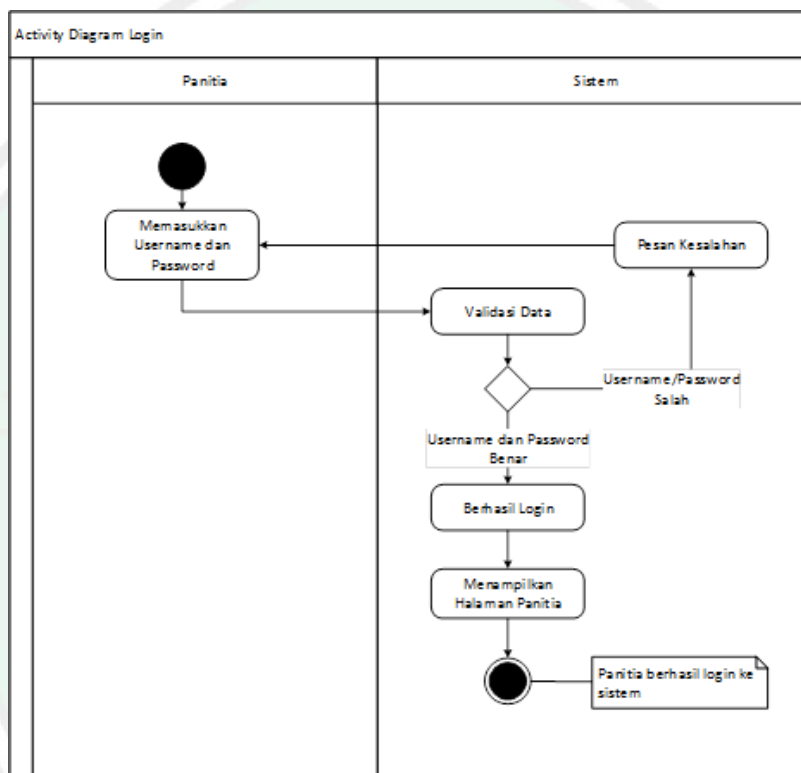 Activity Diagram Login
Panitia
Sistem
Memasukkan
Username dan
Password
Pesan Kesalahan
Validasi Data
Username/Password
Salah
Username dan Password
Benar
Berhasil Login
Menampilkan
Halaman Panitia
Panitia berhasil login ke
sistem